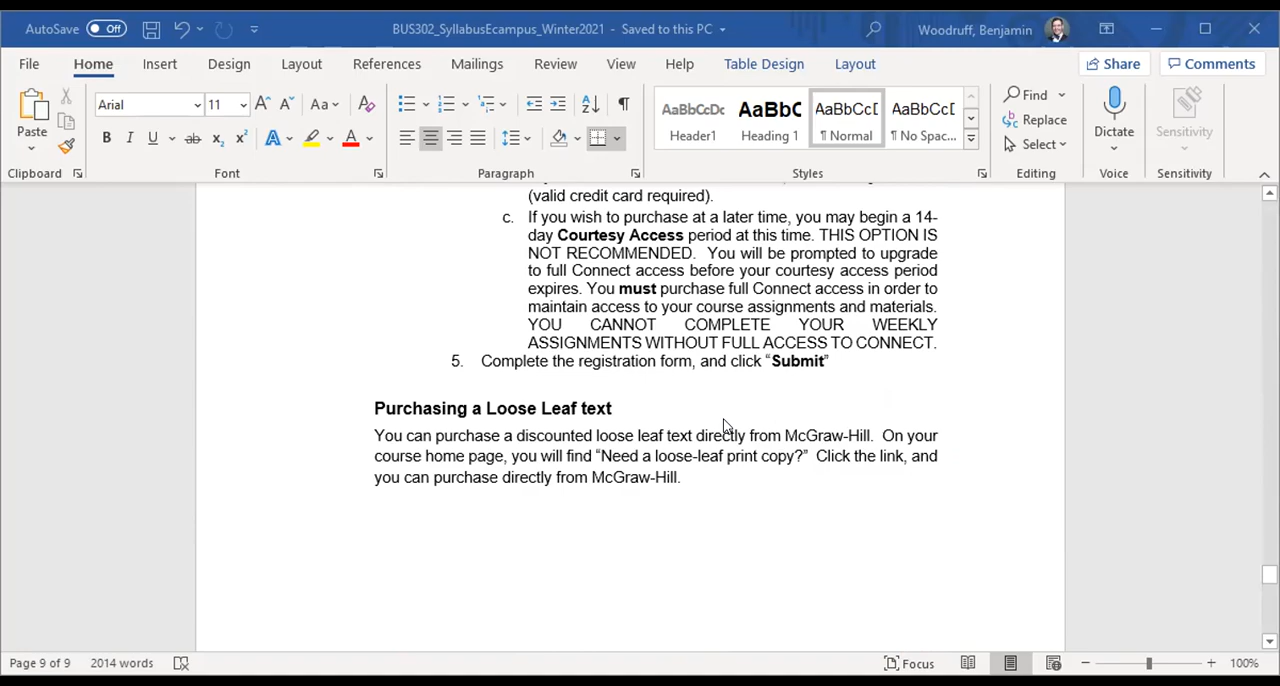 AutoSave Off BUS302_SyllabusEcampus_Winter2021 - Saved to this PC Woodruff, Benjamin
File Home Insert Design Layout References Mailings Review View Help Table Design Layout Share Comments
Paste
Clipboard
Arial 11 Aa
B I U ab x2 x2 A A
Font
Paragraph
AaBbCcDc AaBbC AaBbCcD AaBbCcD
Header1 Heading 1 ¶ Normal ¶ No Spac...
Styles
Find
Replace
Select
Editing
Dictate
Voice
Sensitivity
Sensitivity
(valid credit card required).
c. If you wish to purchase at a later time, you may begin a 14-
day Courtesy Access period at this time. THIS OPTION IS
NOT RECOMMENDED. You will be prompted to upgrade
to full Connect access before your courtesy access period
expires. You must purchase full Connect access in order to
maintain access to your course assignments and materials.
YOU CANNOT COMPLETE YOUR WEEKLY
ASSIGNMENTS WITHOUT FULL ACCESS TO CONNECT.
5. Complete the registration form, and click “Submit”
Purchasing a Loose Leaf text
You can purchase a discounted loose leaf text directly from McGraw-Hill. On your
course home page, you will find “Need a loose-leaf print copy?” Click the link, and
you can purchase directly from McGraw-Hill.
Page 9 of 9 2014 words Focus 100%